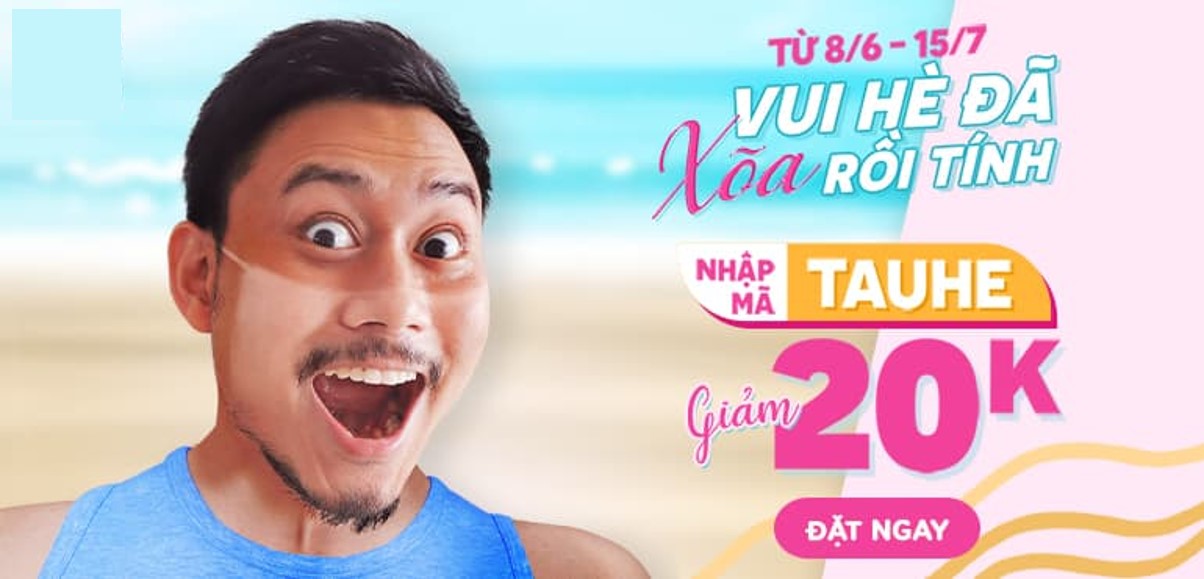 TỪ 8/6 - 15/7
VUI HÈ ĐÃ
Xõa RỒI TÍNH
NHẬP
MÃ
TAUHE
Giảm 20K
ĐẶT NGAY